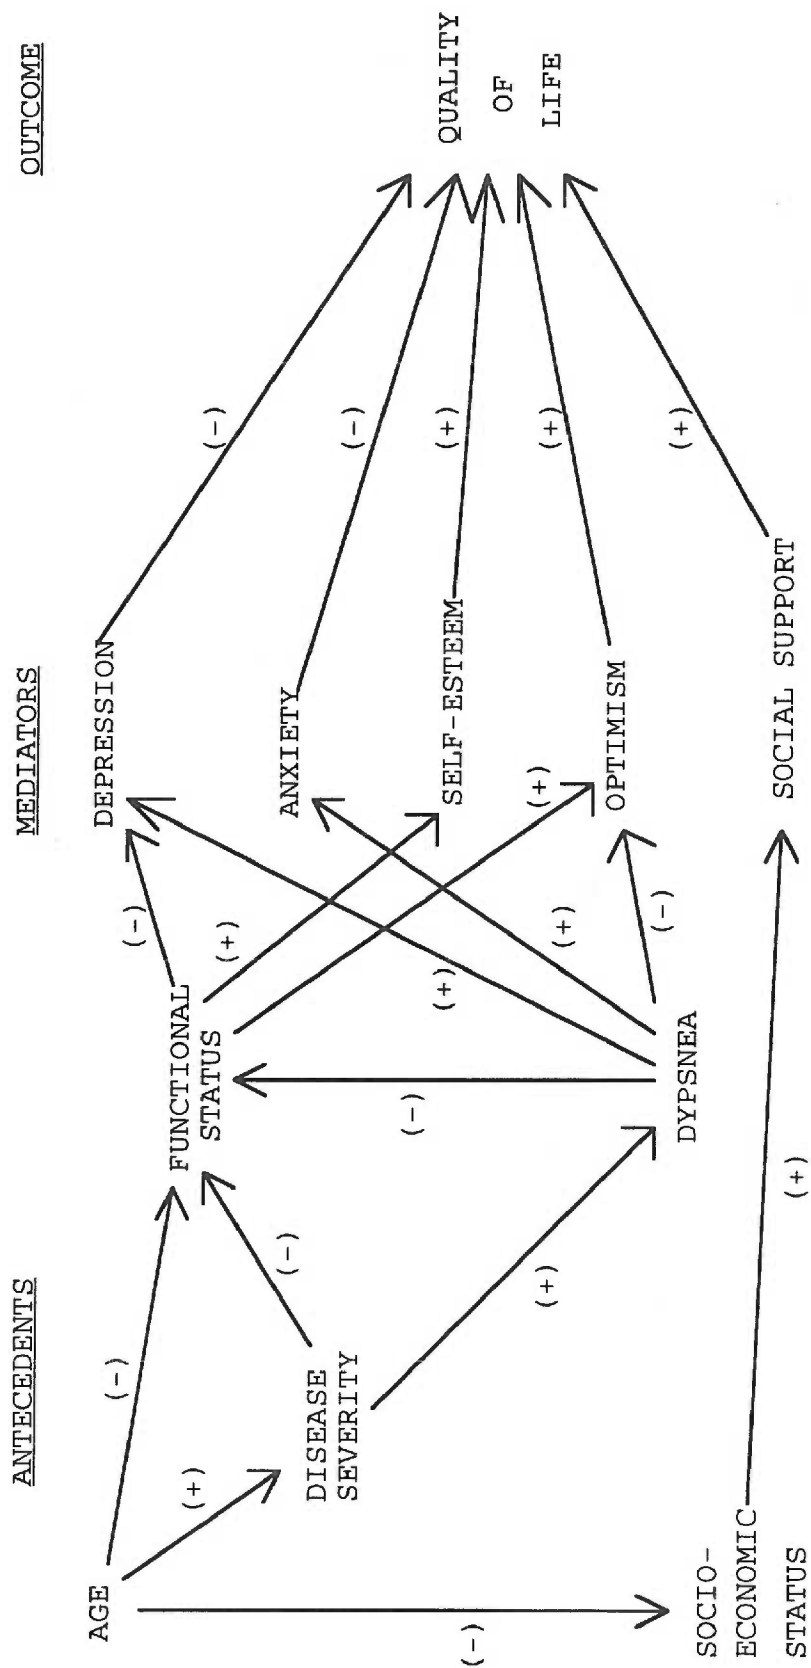 ANTECEDENTS
MEDIATORS
OUTCOME
AGE
(-)
(+)
(-)
DISEASE
SEVERITY
(-)
(+)
SOCIO-
ECONOMIC
STATUS
(+)
FUNCTIONAL
STATUS
(-)
DYPSNEA
(-)
(+)
(+)
(+)
(+)
(-)
DEPRESSION
ANXIETY
SELF-ESTEEM
OPTIMISM
SOCIAL SUPPORT
(-)
(-)
(+)
(+)
(+)
QUALITY
OF
LIFE